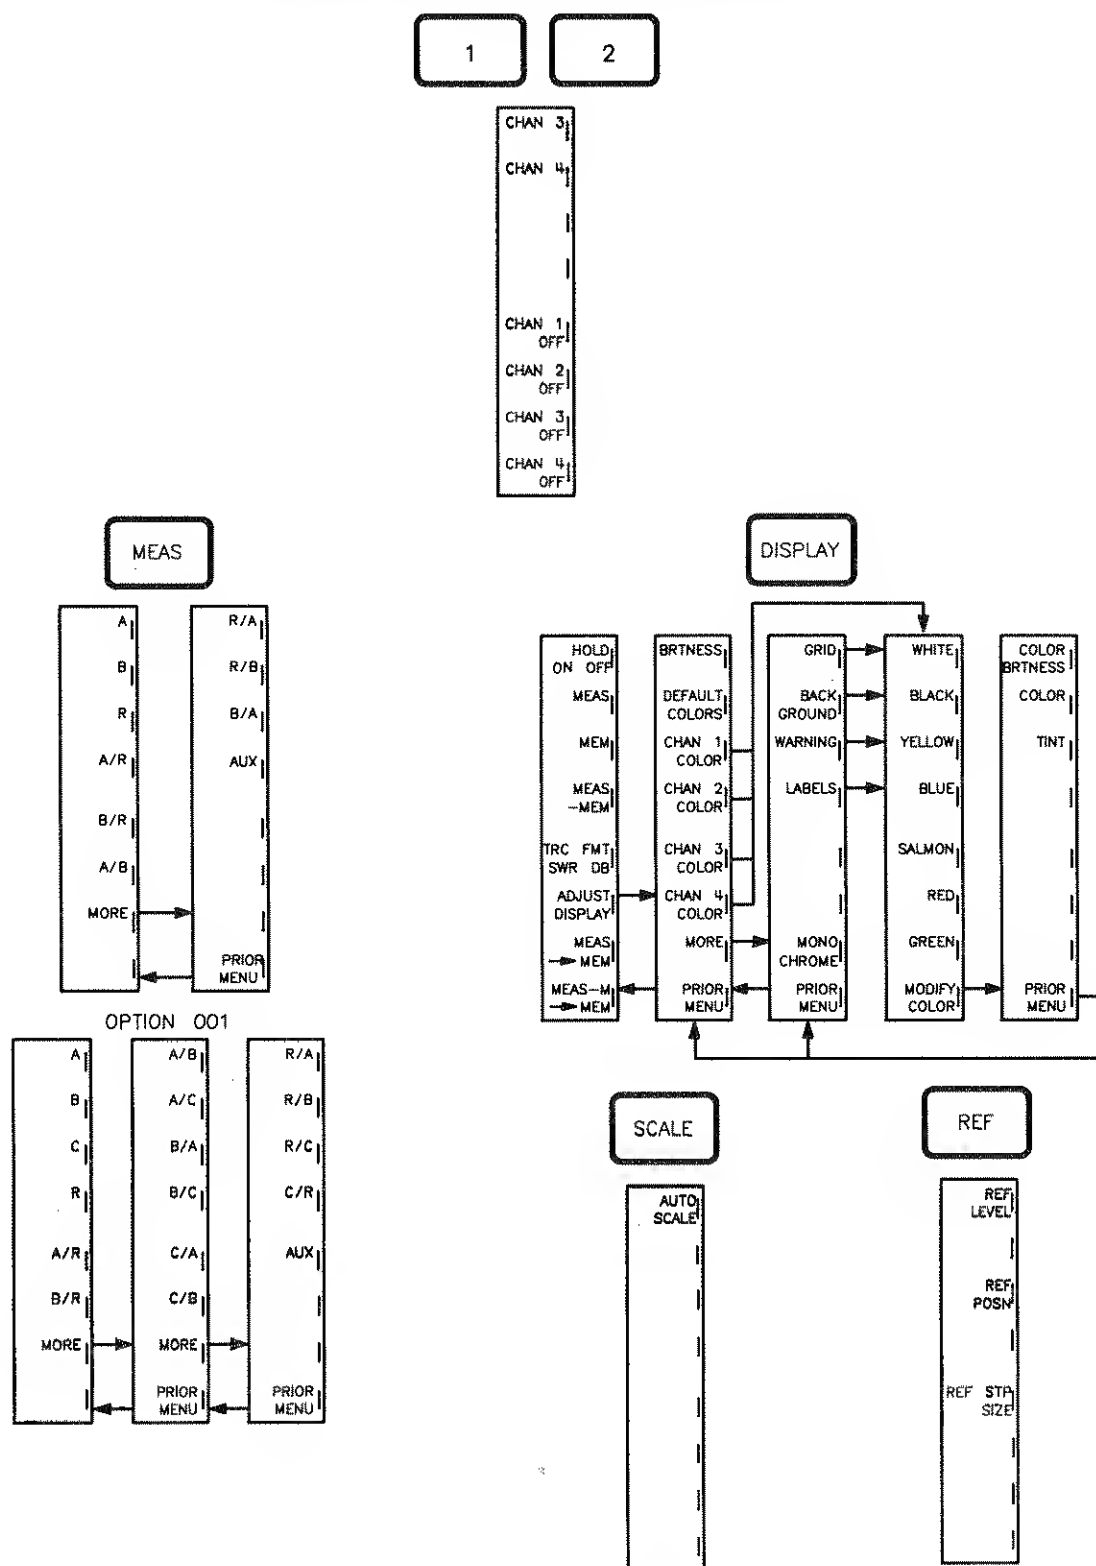 1
2
CHAN 3
CHAN 4
CHAN 1
OFF
CHAN 2
OFF
CHAN 3
OFF
CHAN 4
OFF
MEAS
A
B
R
A/R
B/R
A/B
MORE
R/A
R/B
B/A
AUX
PRIOR
MENU
OPTION 001
A
B
C
R
A/R
B/R
MORE
A/B
A/C
B/A
B/C
C/A
C/B
MORE
PRIOR
MENU
R/A
R/B
R/C
C/R
AUX
PRIOR
MENU
DISPLAY
HOLD
ON OFF
MEAS
MEM
MEAS
-MEM
TRC FMT
SWR DB
ADJUST
DISPLAY
MEAS
→ MEM
MEAS-M
→ MEM
BRTNESS
DEFAULT
COLORS
CHAN 1
COLOR
CHAN 2
COLOR
CHAN 3
COLOR
CHAN 4
COLOR
MORE
PRIOR
MENU
GRID
BACK
GROUND
WARNING
LABELS
MONO
CHROME
PRIOR
MENU
WHITE
BLACK
YELLOW
BLUE
SALMON
RED
GREEN
MODIFY
COLOR
COLOR
BRTNESS
COLOR
TINT
PRIOR
MENU
SCALE
AUTO
SCALE
REF
REF
LEVEL
REF
POSN
REF STP
SIZE